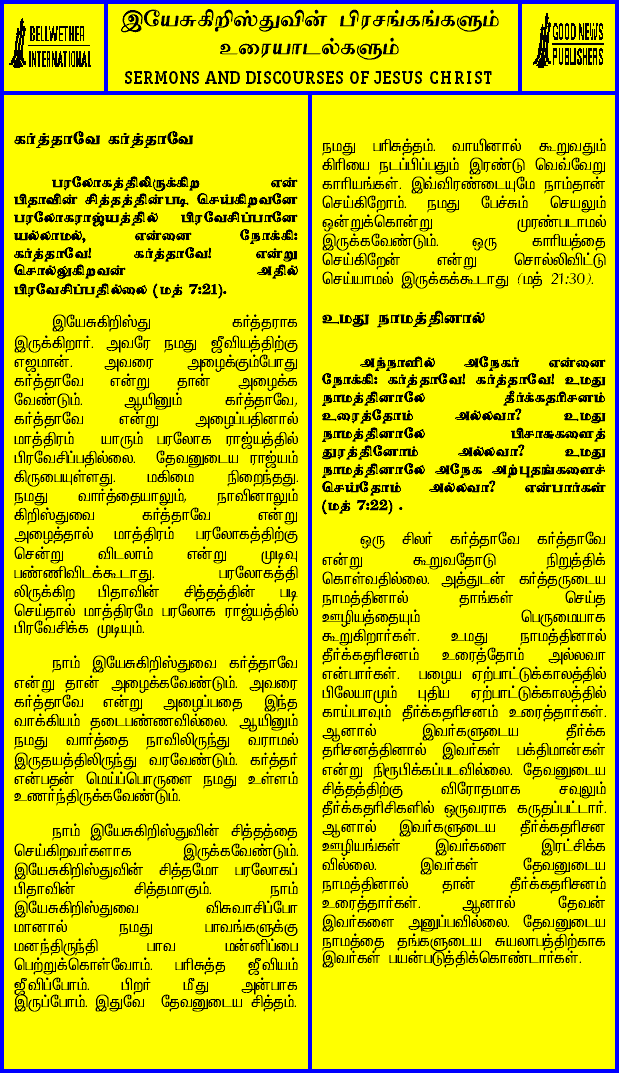 BELLWETHER
INTERNATIONAL
இயேசுகிறிஸ்துவின் பிரசங்கங்களும்
உரையாடல்களும்
SERMONS AND DISCOURSES OF JESUS CHRIST
GOOD NEWS
PUBLISHERS
கர்த்தாவே கர்த்தாவே
பரலோகத்திலிருக்கிற என்
பிதாவின் சித்தத்தின்படி செய்கிறவனே
பரலோகராஜ்யத்தில் பிரவேசிப்பானே
யல்லாமல், என்னை நோக்கி:
கர்த்தாவே! கர்த்தாவே! என்று
சொல்லுகிறவன் அதில்
பிரவேசிப்பதில்லை (மத் 7:21).
இயேசுகிறிஸ்து கர்த்தராக
இருக்கிறார். அவரே நமது ஜீவியத்திற்கு
எஜமான். அவரை அழைக்கும்போது
கர்த்தாவே என்று தான் அழைக்க
வேண்டும். ஆயினும் கர்த்தாவே,
கர்த்தாவே என்று அழைப்பதினால்
மாத்திரம் யாரும் பரலோக ராஜ்யத்தில்
பிரவேசிப்பதில்லை. தேவனுடைய ராஜ்யம்
கிருபையுள்ளது. மகிமை நிறைந்தது.
நமது வார்த்தையாலும், நாவினாலும்
கிறிஸ்துவை கர்த்தாவே என்று
அழைத்தால் மாத்திரம் பரலோகத்திற்கு
சென்று விடலாம் என்று முடிவு
பண்ணிவிடக்கூடாது. பரலோகத்தி
லிருக்கிற பிதாவின் சித்தத்தின் படி
செய்தால் மாத்திரமே பரலோக ராஜ்யத்தில்
பிரவேசிக்க முடியும்.
நாம் இயேசுகிறிஸ்துவை கர்த்தாவே
என்று தான் அழைக்கவேண்டும். அவரை
கர்த்தாவே என்று அழைப்பதை இந்த
வாக்கியம் தடைபண்ணவில்லை. ஆயினும்
நமது வார்த்தை நாவிலிருந்து வராமல்
இருதயத்திலிருந்து வரவேண்டும். கர்த்தர்
என்பதன் மெய்ப்பொருளை நமது உள்ளம்
உணர்ந்திருக்கவேண்டும்.
நாம் இயேசுகிறிஸ்துவின் சித்தத்தை
செய்கிறவர்களாக இருக்கவேண்டும்.
இயேசுகிறிஸ்துவின் சித்தமோ பரலோகப்
பிதாவின் சித்தமாகும். நாம்
இயேசுகிறிஸ்துவை விசுவாசிப்போ
மானால் நமது பாவங்களுக்கு
மனந்திருந்தி பாவ மன்னிப்பை
பெற்றுக்கொள்வோம். பரிசுத்த ஜீவியம்
ஜீவிப்போம். பிறர் மீது அன்பாக
இருப்போம். இதுவே தேவனுடைய சித்தம்.
நமது பரிசுத்தம். வாயினால் கூறுவதும்
கிரியை நடப்பிப்பதும் இரண்டு வெவ்வேறு
காரியங்கள். இவ்விரண்டையுமே நாம்தான்
செய்கிறோம். நமது பேச்சும் செயலும்
ஒன்றுக்கொன்று முரண்படாமல்
இருக்கவேண்டும். ஒரு காரியத்தை
செய்கிறேன் என்று சொல்லிவிட்டு
செய்யாமல் இருக்கக்கூடாது (மத் 21:30).
உமது நாமத்தினால்
அந்நாளில் அநேகர் என்னை
நோக்கி: கர்த்தாவே! கர்த்தாவே! உமது
நாமத்தினாலே தீர்க்கதரிசனம்
உரைத்தோம் அல்லவா? உமது
நாமத்தினாலே பிசாசுகளைத்
துரத்தினோம் அல்லவா? உமது
நாமத்தினாலே அநேக அற்புதங்களைச்
செய்தோம் அல்லவா? என்பார்கள்
(மத் 7:22) .
ஒரு சிலர் கர்த்தாவே கர்த்தாவே
என்று கூறுவதோடு நிறுத்திக்
கொள்வதில்லை. அத்துடன் கர்த்தருடைய
நாமத்தினால் தாங்கள் செய்த
ஊழியத்தையும் பெருமையாக
கூறுகிறார்கள். உமது நாமத்தினால்
தீர்க்கதரிசனம் உரைத்தோம் அல்லவா
என்பார்கள். பழைய ஏற்பாட்டுக்காலத்தில்
பிலேயாமும் புதிய ஏற்பாட்டுக்காலத்தில்
காய்பாவும் தீர்க்கதரிசனம் உரைத்தார்கள்.
ஆனால் இவர்களுடைய தீர்க்க
தரிசனத்தினால் இவர்கள் பக்திமான்கள்
என்று நிரூபிக்கப்படவில்லை. தேவனுடைய
சித்தத்திற்கு விரோதமாக சவுலும்
தீர்க்கதரிசிகளில் ஒருவராக கருதப்பட்டார்.
ஆனால் இவர்களுடைய தீர்க்கதரிசன
ஊழியங்கள் இவர்களை இரட்சிக்க
வில்லை. இவர்கள் தேவனுடைய
நாமத்தினால் தான் தீர்க்கதரிசனம்
உரைத்தார்கள். ஆனால் தேவன்
இவர்களை அனுப்பவில்லை. தேவனுடைய
நாமத்தை தங்களுடைய சுயலாபத்திற்காக
இவர்கள் பயன்படுத்திக்கொண்டார்கள்.